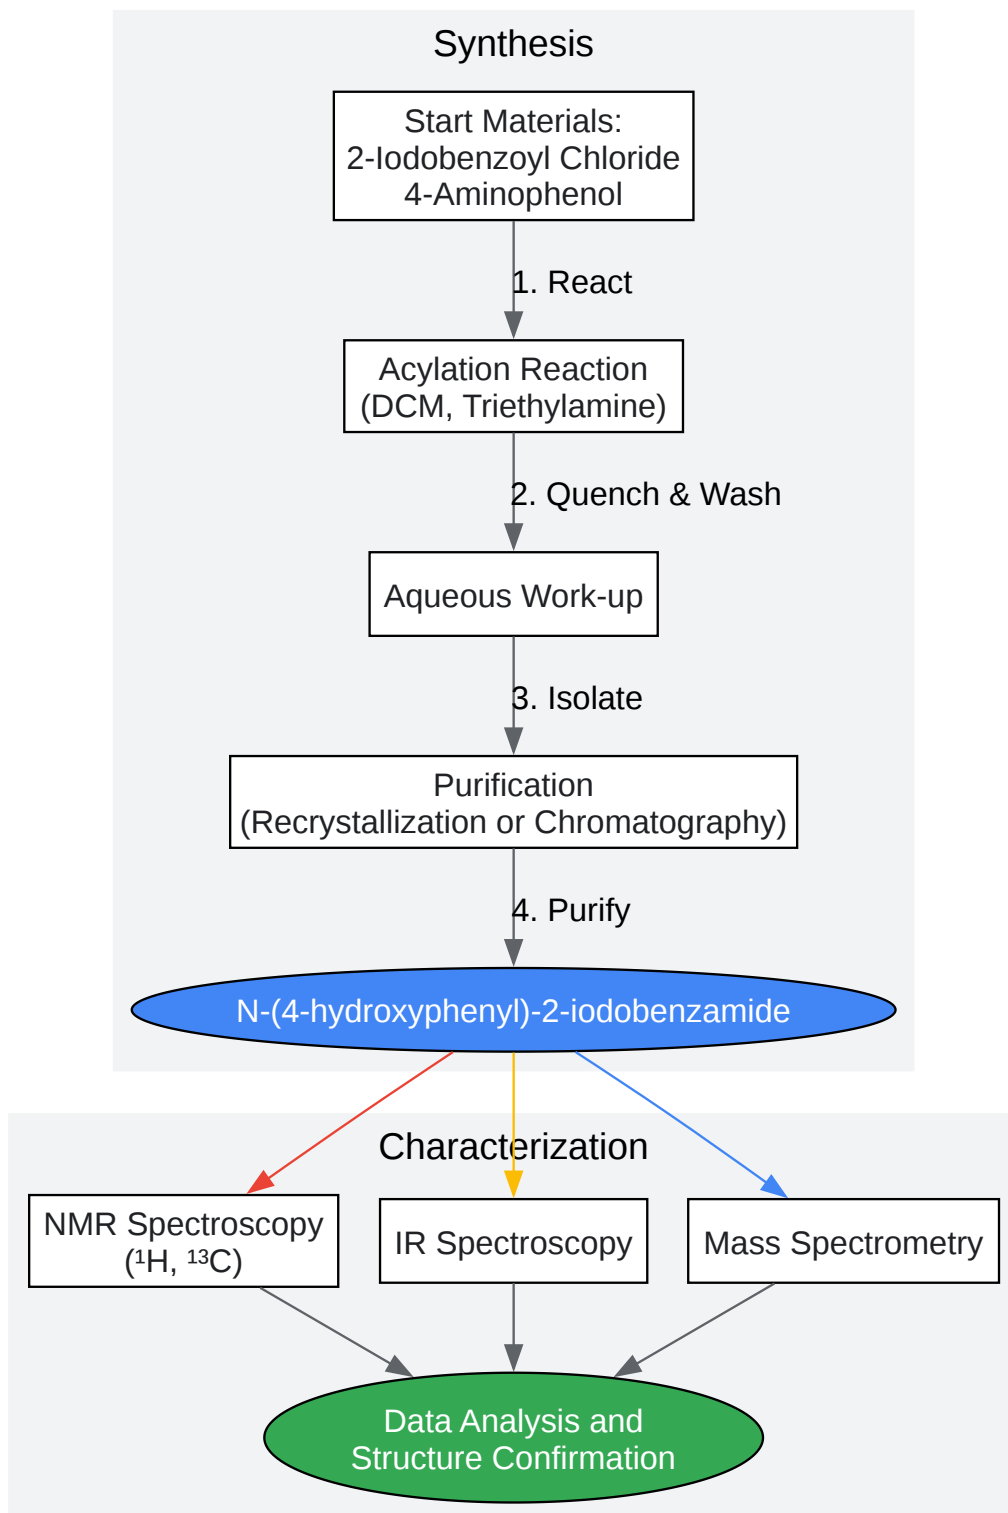 Synthesis
Start Materials:
2-Iodobenzoyl Chloride
4-Aminophenol
1. React
Acylation Reaction
(DCM, Triethylamine)
2. Quench & Wash
Aqueous Work-up
3. Isolate
Purification
(Recrystallization or Chromatography)
4. Purify
N-(4-hydroxyphenyl)-2-iodobenzamide
Characterization
NMR Spectroscopy
(¹H, ¹³C)
IR Spectroscopy
Mass Spectrometry
Data Analysis and
Structure Confirmation